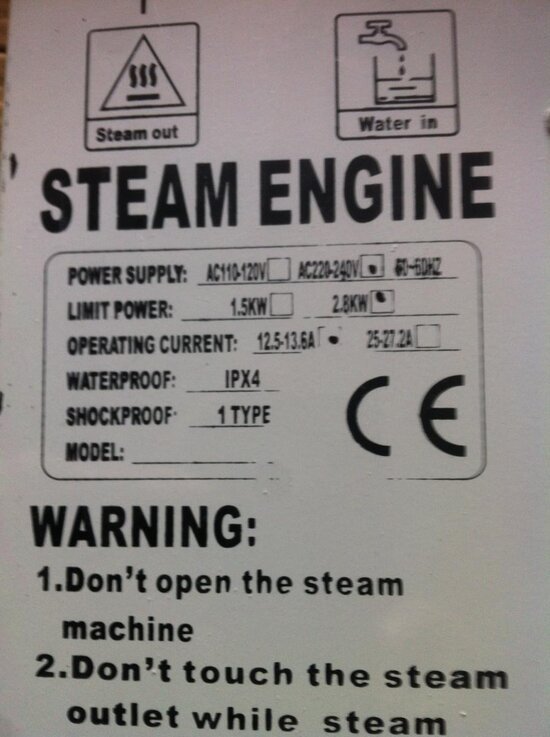 Steam out
Water in
STEAM ENGINE
POWER SUPPLY: AC110-120V AC220-240V 50~60HZ
LIMIT POWER: 1.5KW 2.8KW
OPERATING CURRENT: 12.5-13.6A 25-27.2A
WATERPROOF: IPX4
SHOCKPROOF: 1 TYPE
MODEL:
CE
WARNING:
1.Don't open the steam
machine
2.Don't touch the steam
outlet while steam